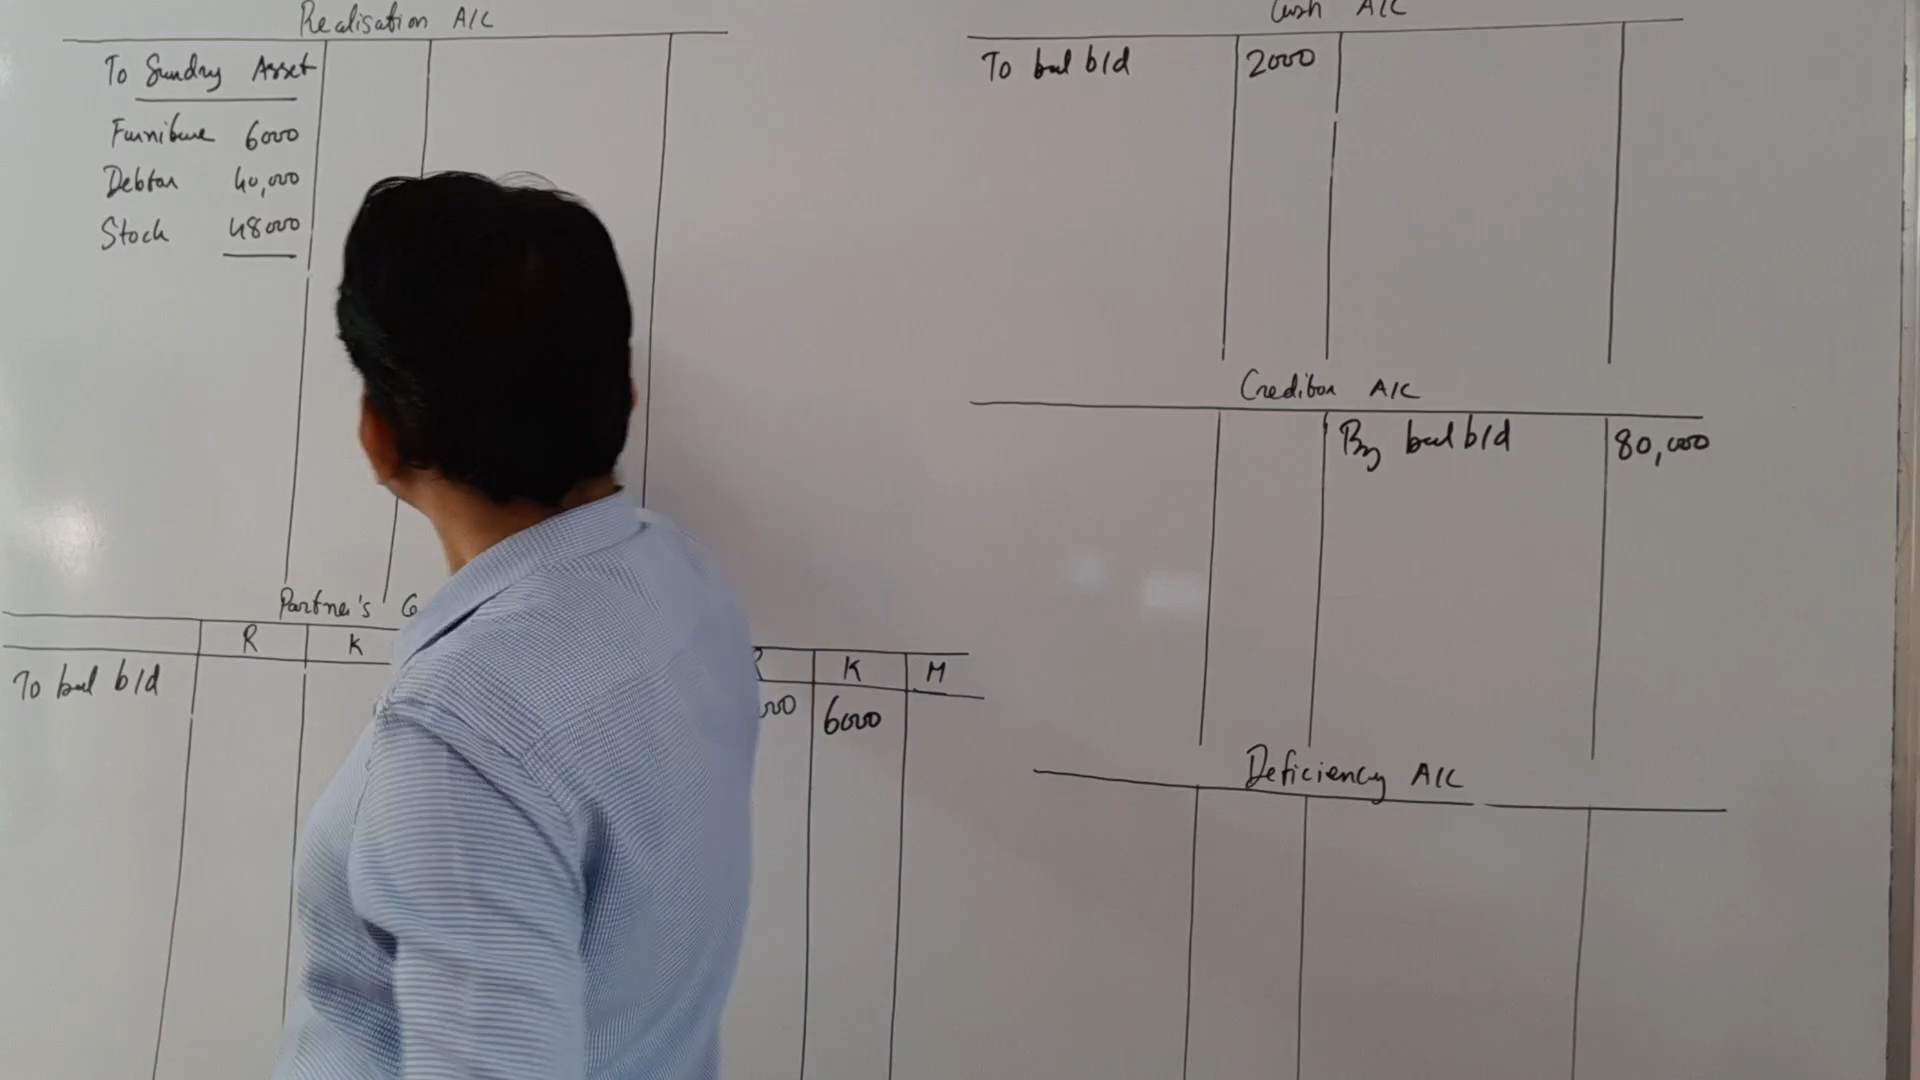 Realisation A/C
To Sundry Asset
Furniture 6000
Debtor 40,000
Stock 48000
Cash A/C
To bal b/d 2000
Creditor A/C
By bal b/d 80,000
Partner's
R K
To bal b/d
K M
6000
Deficiency A/C